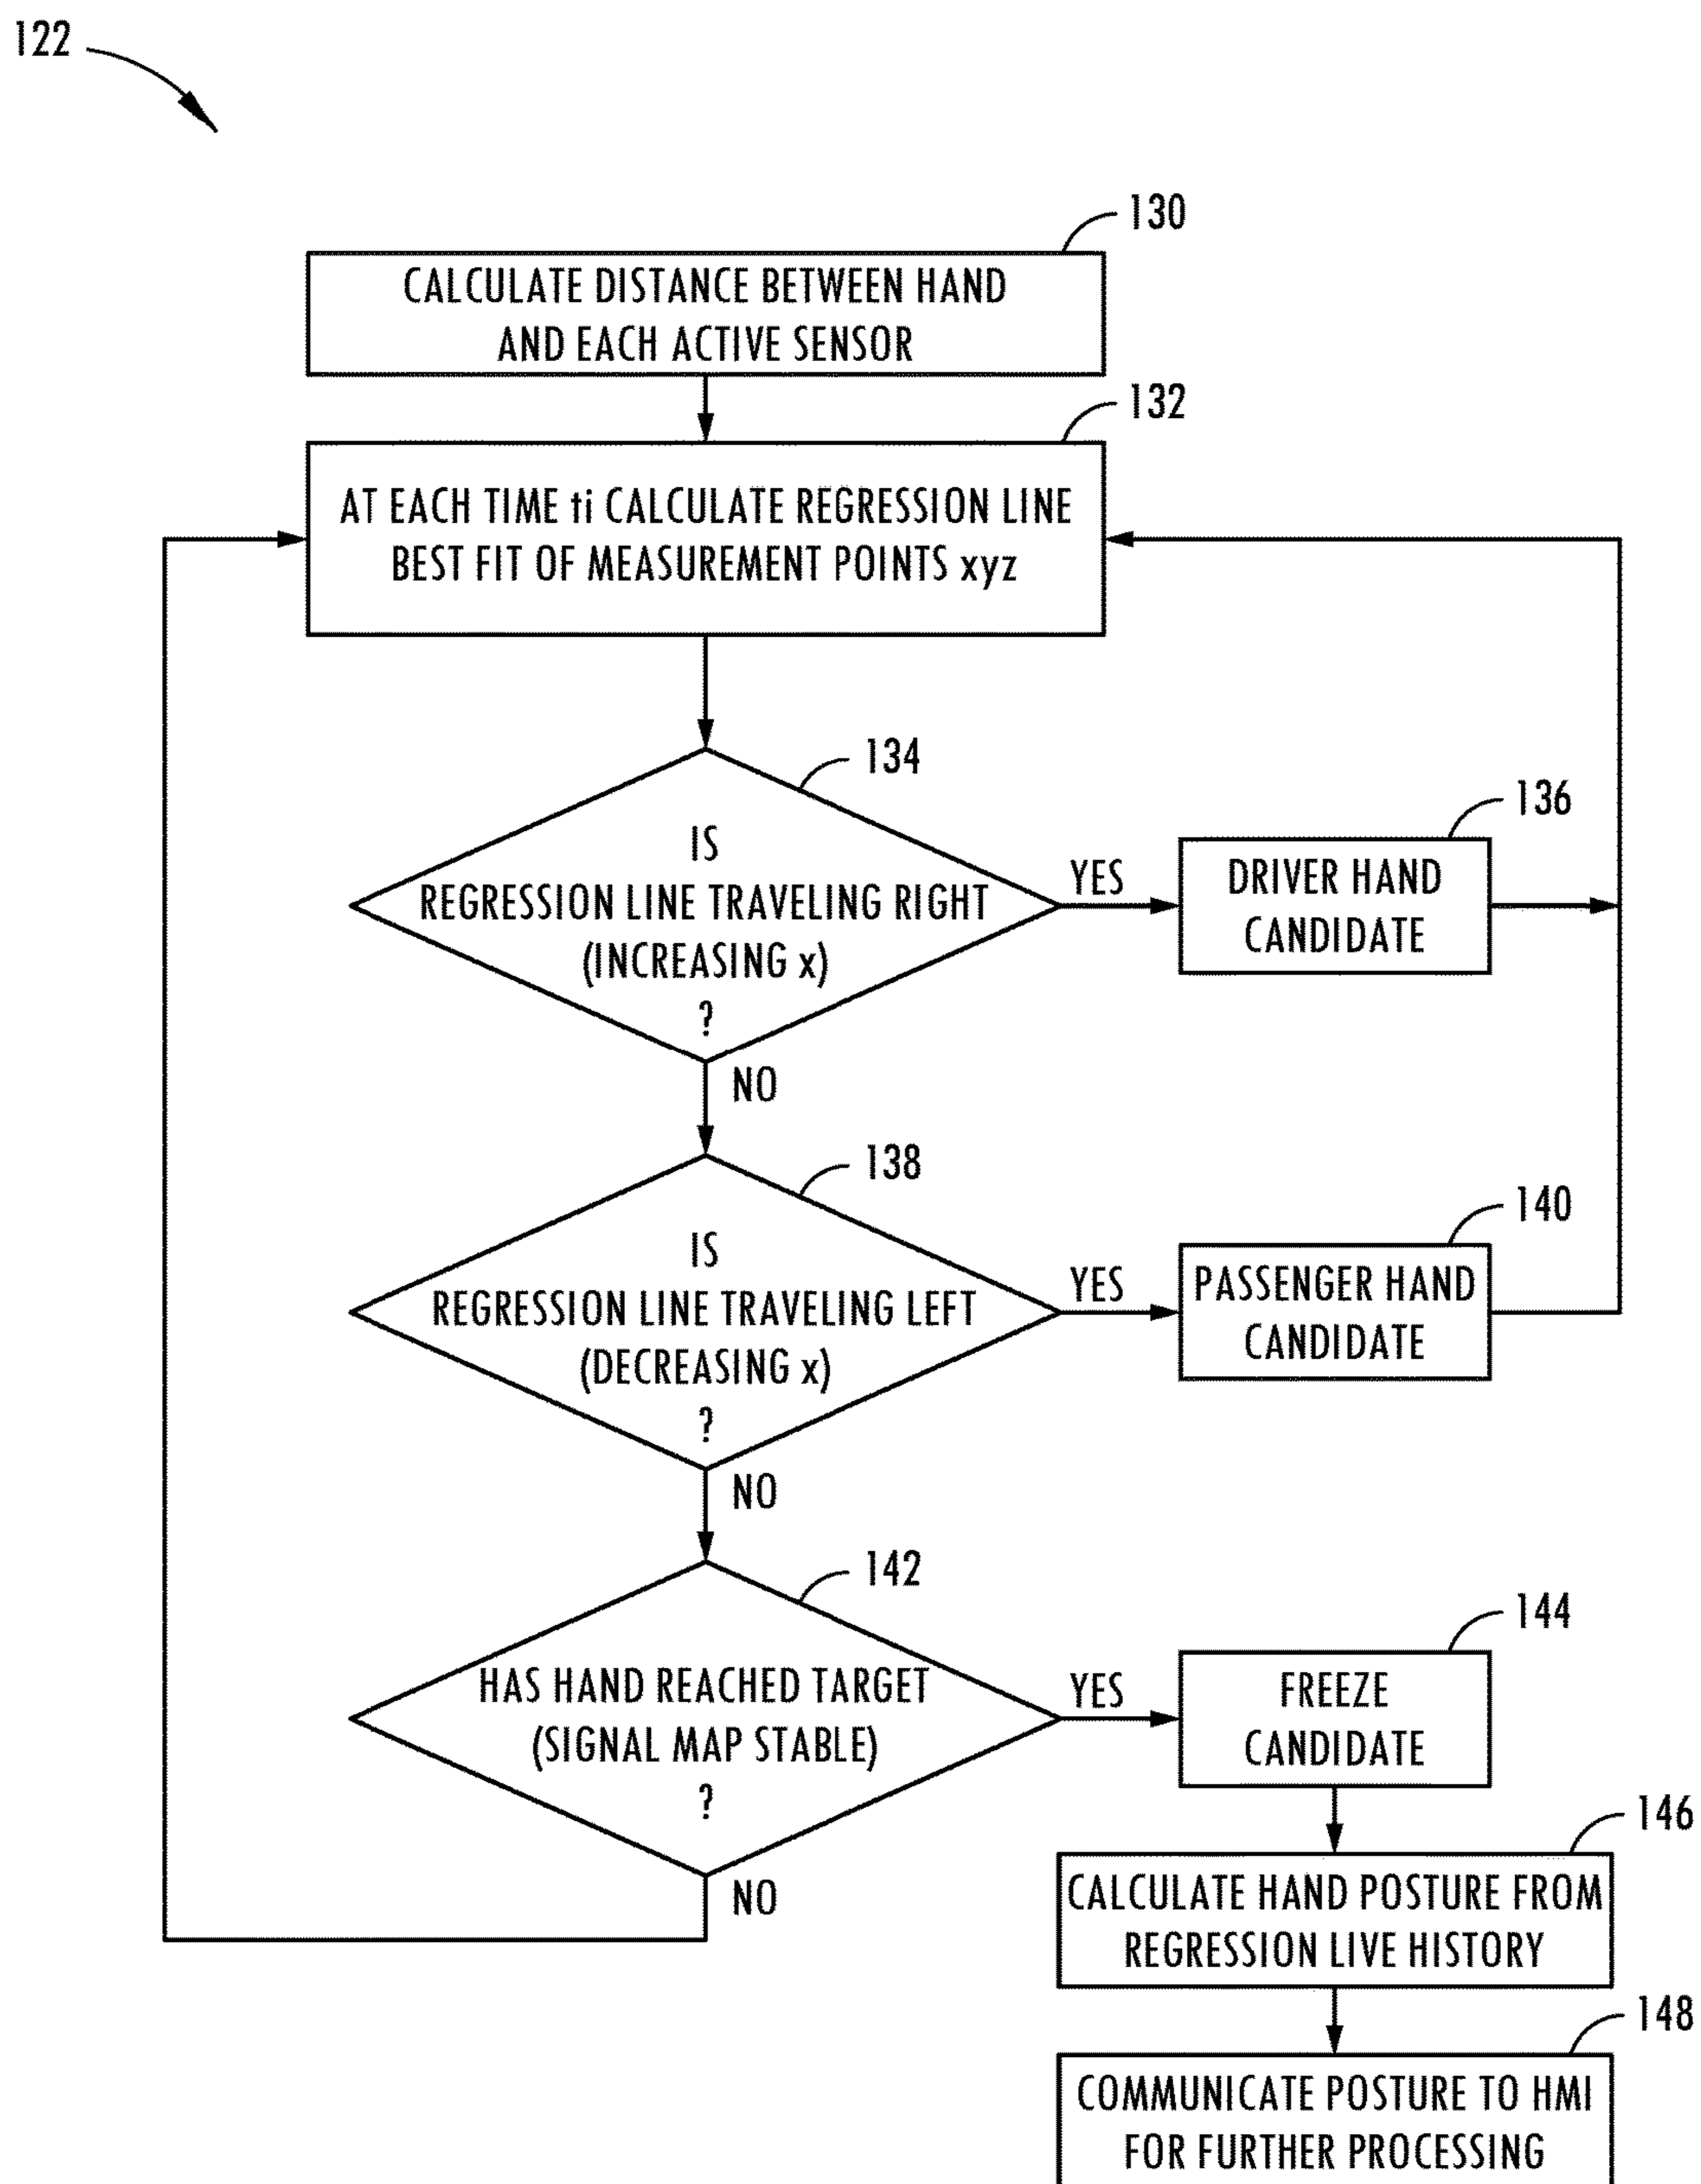 122
130
CALCULATE DISTANCE BETWEEN HAND
AND EACH ACTIVE SENSOR
132
AT EACH TIME ti CALCULATE REGRESSION LINE
BEST FIT OF MEASUREMENT POINTS xyz
134
IS
REGRESSION LINE TRAVELING RIGHT
(INCREASING x)
?
YES
136
DRIVER HAND
CANDIDATE
NO
138
IS
REGRESSION LINE TRAVELING LEFT
(DECREASING x)
?
YES
140
PASSENGER HAND
CANDIDATE
NO
142
HAS HAND REACHED TARGET
(SIGNAL MAP STABLE)
?
YES
144
FREEZE
CANDIDATE
NO
146
CALCULATE HAND POSTURE FROM
REGRESSION LIVE HISTORY
148
COMMUNICATE POSTURE TO HMI
FOR FURTHER PROCESSING